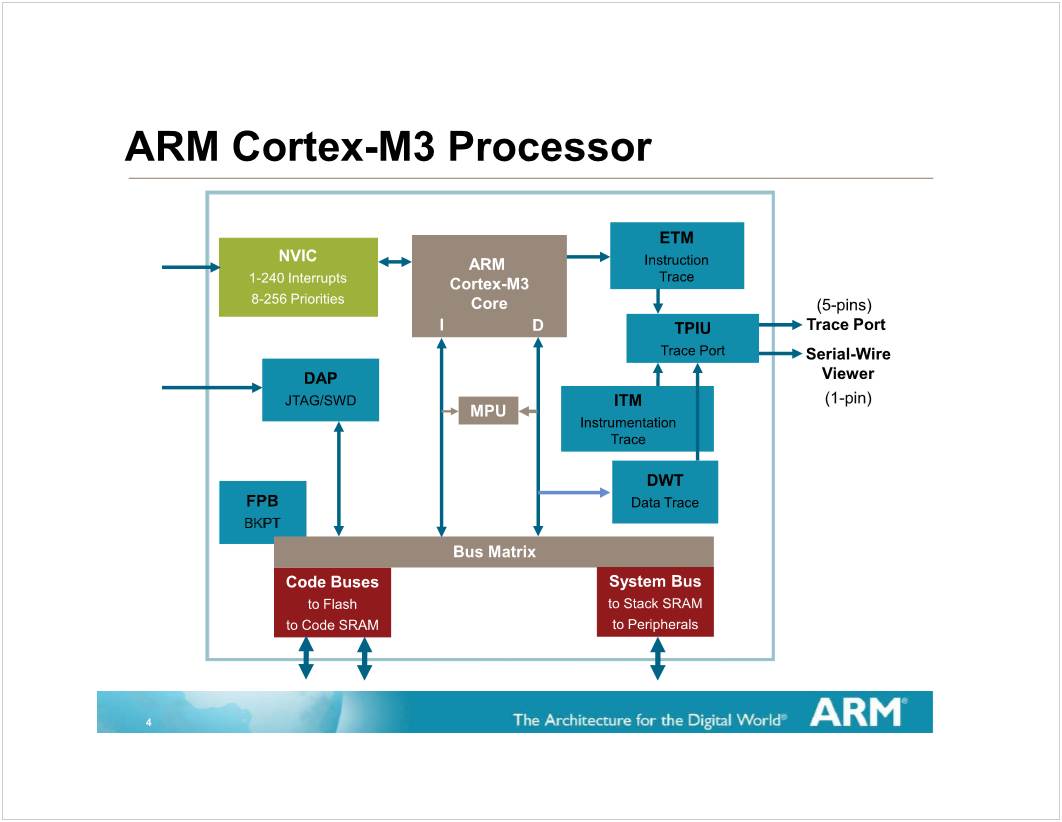 ARM Cortex-M3 Processor
NVIC
1-240 Interrupts
8-256 Priorities
ARM
Cortex-M3
Core
I
D
ETM
Instruction
Trace
TPIU
Trace Port
(5-pins)
Trace Port
Serial-Wire
Viewer
(1-pin)
DAP
JTAG/SWD
MPU
ITM
Instrumentation
Trace
DWT
Data Trace
FPB
BKPT
Bus Matrix
Code Buses
to Flash
to Code SRAM
System Bus
to Stack SRAM
to Peripherals
4
The Architecture for the Digital World®
ARM®